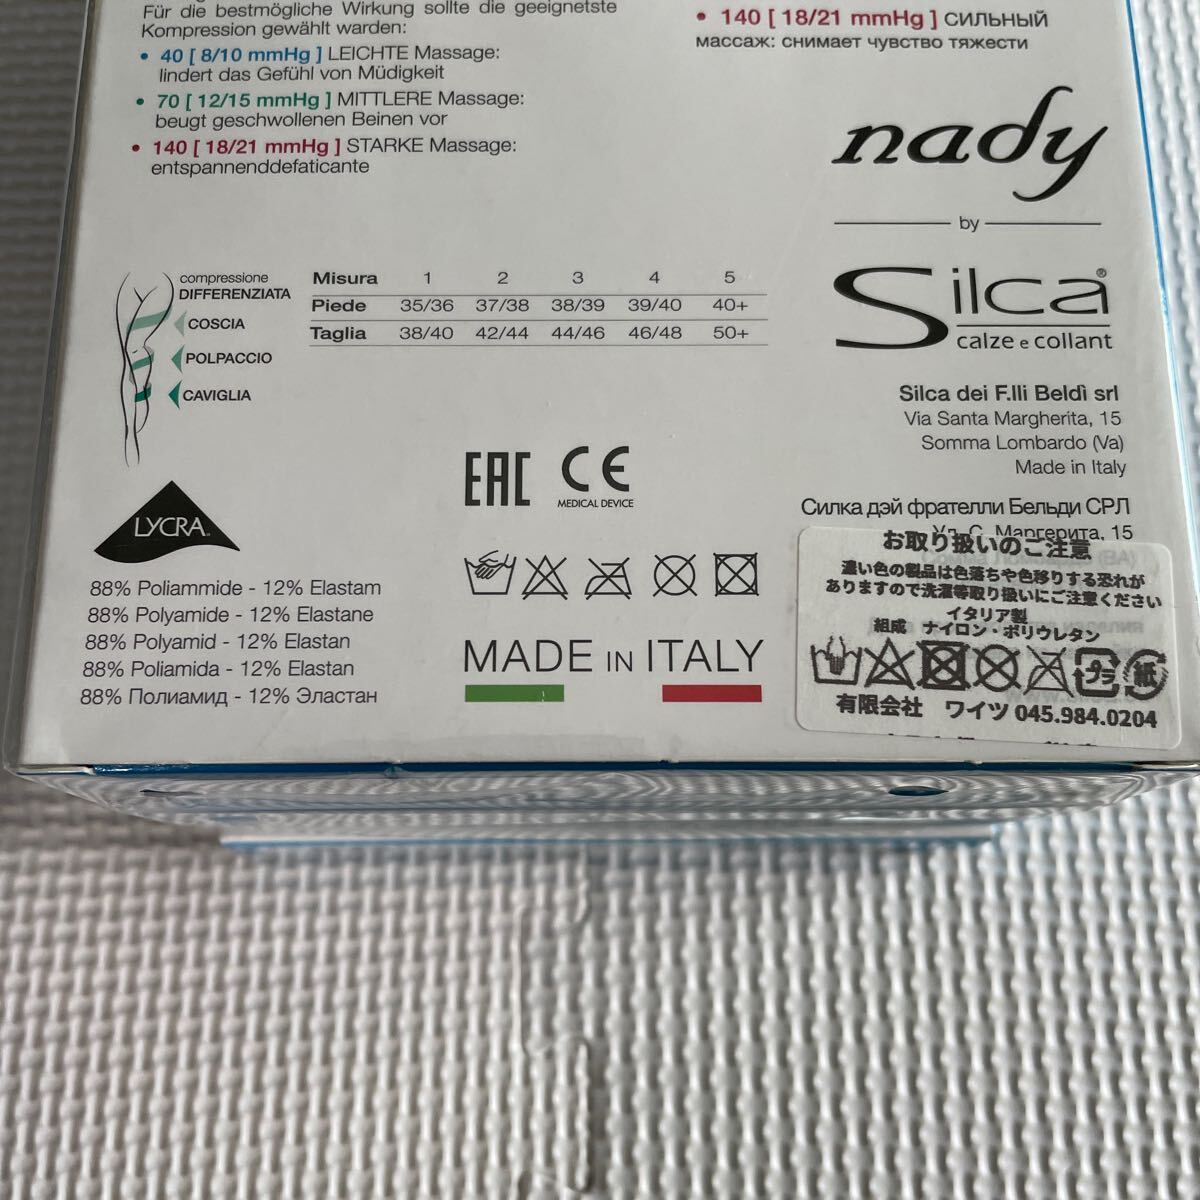 Für die bestmögliche Wirkung sollte die geeignetste
Kompression gewählt warden:
• 40 [ 8/10 mmHg ] LEICHTE Massage:
lindert das Gefühl von Müdigkeit
• 70 [ 12/15 mmHg ] MITTLERE Massage:
beugt geschwollenen Beinen vor
• 140 [ 18/21 mmHg ] STARKE Massage:
entspannenddefaticante
• 140 [ 18/21 mmHg ] СИЛЬНЫЙ
массаж: снимает чувство тяжести
nady
by
Silca®
calze e collant
compressione
DIFFERENZIATA
COSCIA
POLPACCIO
CAVIGLIA
Misura 1 2 3 4 5
Piede 35/36 37/38 38/39 39/40 40+
Taglia 38/40 42/44 44/46 46/48 50+
Silca dei F.lli Beldì srl
Via Santa Margherita, 15
Somma Lombardo (Va)
Made in Italy
Силка дэй фрателли Бельди СРЛ
Ул. С. Маргерита, 15
EAC CE
MEDICAL DEVICE
LYCRA®
88% Poliammide - 12% Elastam
88% Polyamide - 12% Elastane
88% Polyamid - 12% Elastan
88% Poliamida - 12% Elastan
88% Полиамид - 12% Эластан
MADE IN ITALY
お取り扱いのご注意
濃い色の製品は色落ちや色移りする恐れが
ありますので洗濯等取り扱いにご注意ください
イタリア製
組成 ナイロン・ポリウレタン
プラ 紙
有限会社 ワイツ 045.984.0204